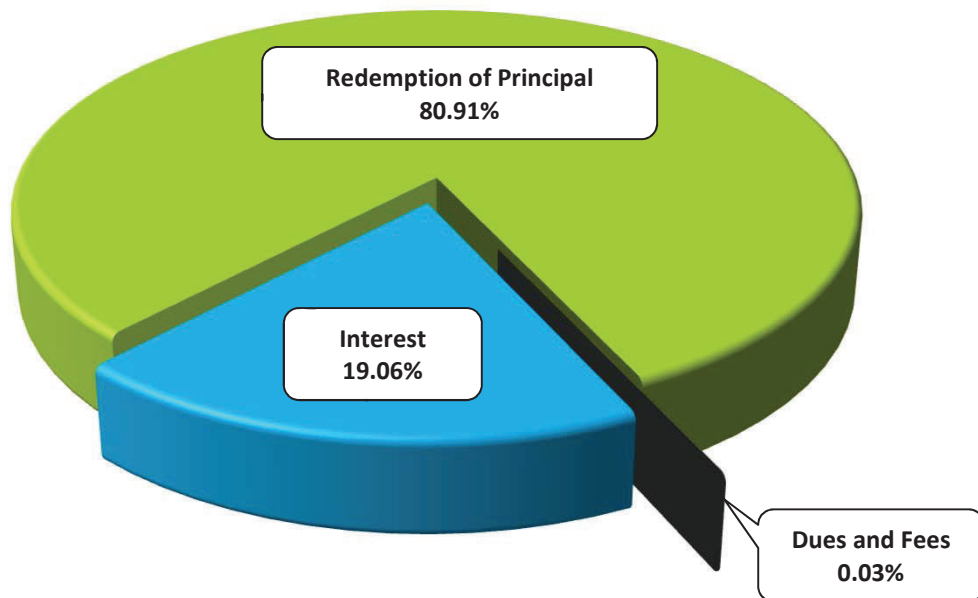 Redemption of Principal
80.91%
Interest
19.06%
Dues and Fees
0.03%